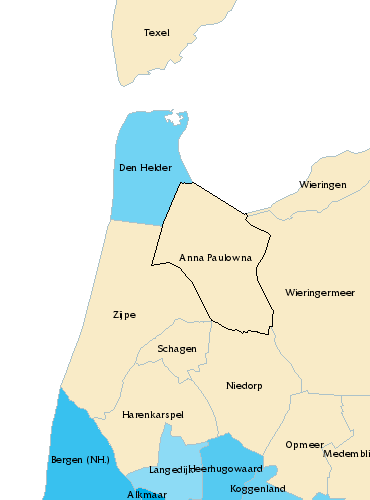 Texel
Den Helder
Wieringen
Anna Paulowna
Wieringermeer
Zijpe
Schagen
Niedorp
Harenkarspel
Opmeer
Medembli
Bergen (NH.)
Langedijk
Heerhugowaard
Koggenland
Alkmaar